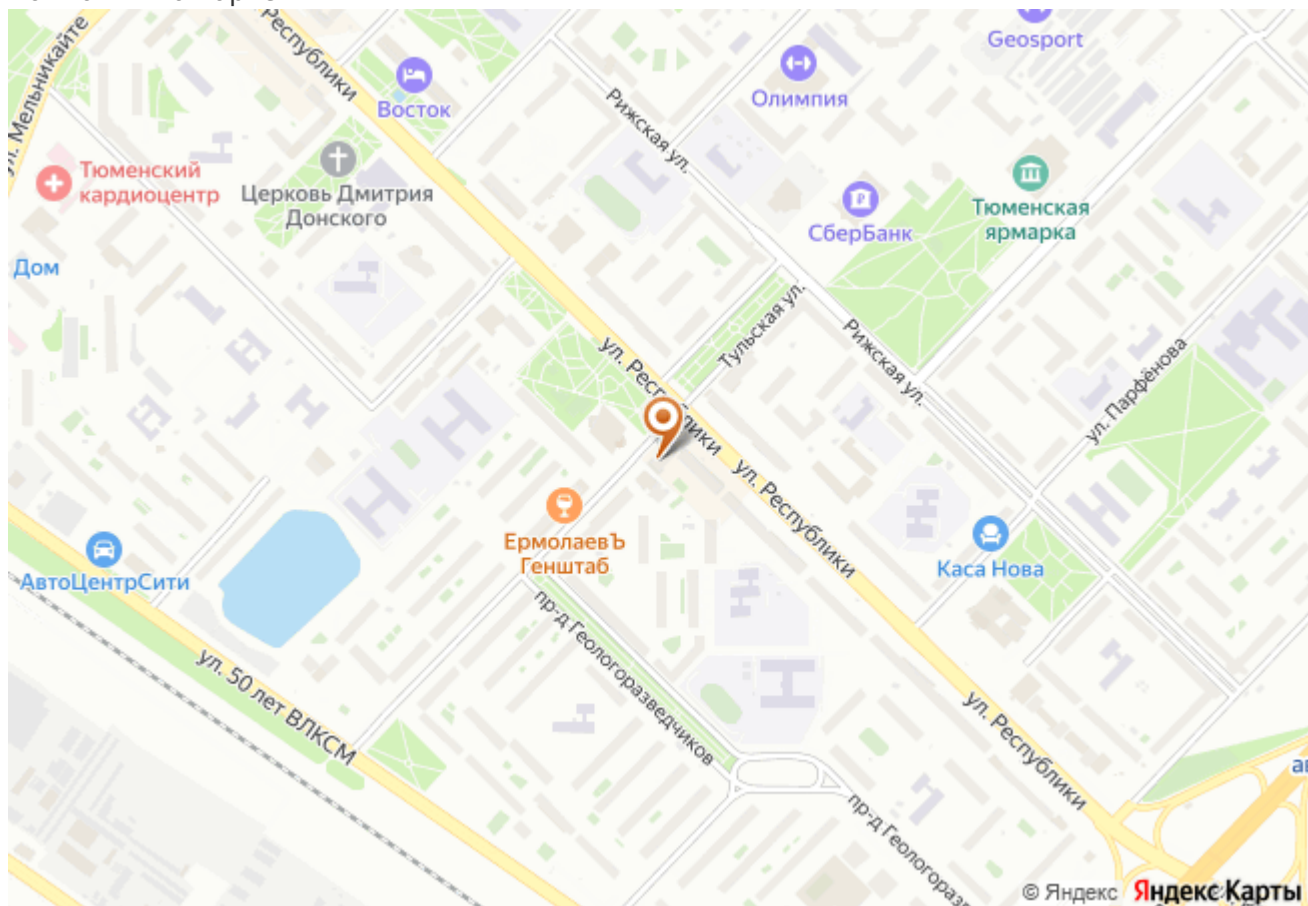 Республики
ул. Мельникайте
Geosport
Олимпия
Восток
Рижская ул.
Тюменский
кардиоцентр
Церковь Дмитрия
Донского
Тюменская
ярмарка
СберБанк
Дом
Тульская ул.
ул. Республики
Рижская ул.
ул. Парфёнова
ул. Республики
ЕрмолаевЪ
Генштаб
Каса Нова
АвтоЦентрСити
пр-д Геологоразведчиков
ул. 50 лет ВЛКСМ
ул. Республики
пр-д Геологоразв
© Яндекс Яндекс Карты